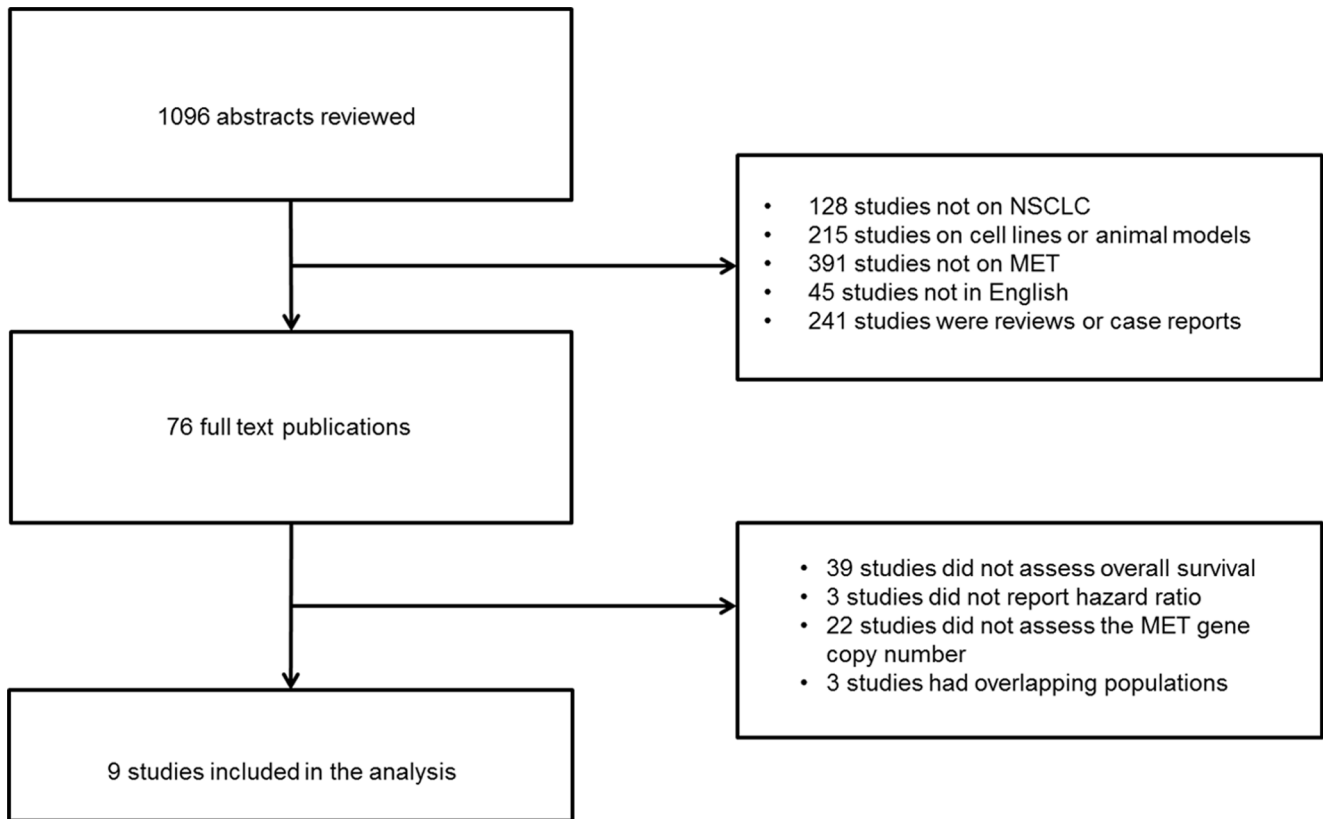 1096 abstracts reviewed
• 128 studies not on NSCLC
• 215 studies on cell lines or animal models
• 391 studies not on MET
• 45 studies not in English
• 241 studies were reviews or case reports
76 full text publications
• 39 studies did not assess overall survival
• 3 studies did not report hazard ratio
• 22 studies did not assess the MET gene
copy number
• 3 studies had overlapping populations
9 studies included in the analysis